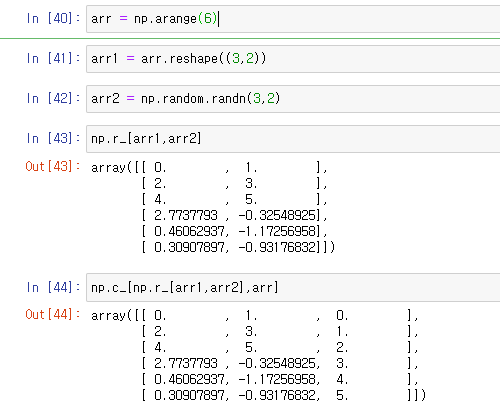 In [40]: arr = np.arange(6)
In [41]: arr1 = arr.reshape((3,2))
In [42]: arr2 = np.random.randn(3,2)
In [43]: np.r_[arr1,arr2]
Out[43]: array([[ 0.        ,  1.        ],
       [ 2.        ,  3.        ],
       [ 4.        ,  5.        ],
       [ 2.7737793 , -0.32548925],
       [ 0.46062937, -1.17256958],
       [ 0.30907897, -0.93176832]])
In [44]: np.c_[np.r_[arr1,arr2],arr]
Out[44]: array([[ 0.        ,  1.        ,  0.        ],
       [ 2.        ,  3.        ,  1.        ],
       [ 4.        ,  5.        ,  2.        ],
       [ 2.7737793 , -0.32548925,  3.        ],
       [ 0.46062937, -1.17256958,  4.        ],
       [ 0.30907897, -0.93176832,  5.        ]])